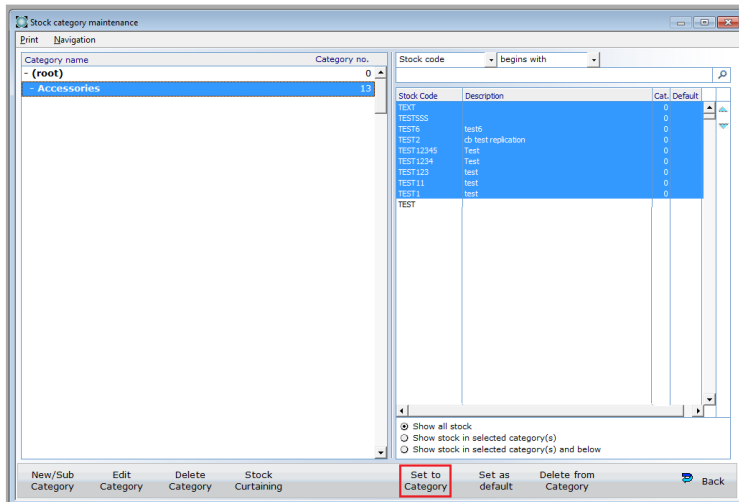 Stock category maintenance
Print Navigation
Category name Category no.
- (root) 0
- Accessories 13
Stock code begins with
Stock Code Description Cat. Default
TEXT 0
TESTSSS 0
TEST6 test6 0
TEST2 cb test replication 0
TEST12345 Test 0
TEST1234 Test 0
TEST123 test 0
TEST11 test 0
TEST1 test 0
TEST
Show all stock
Show stock in selected category(s)
Show stock in selected category(s) and below
New/Sub Category
Edit Category
Delete Category
Stock Curtaining
Set to Category
Set as default
Delete from Category
Back